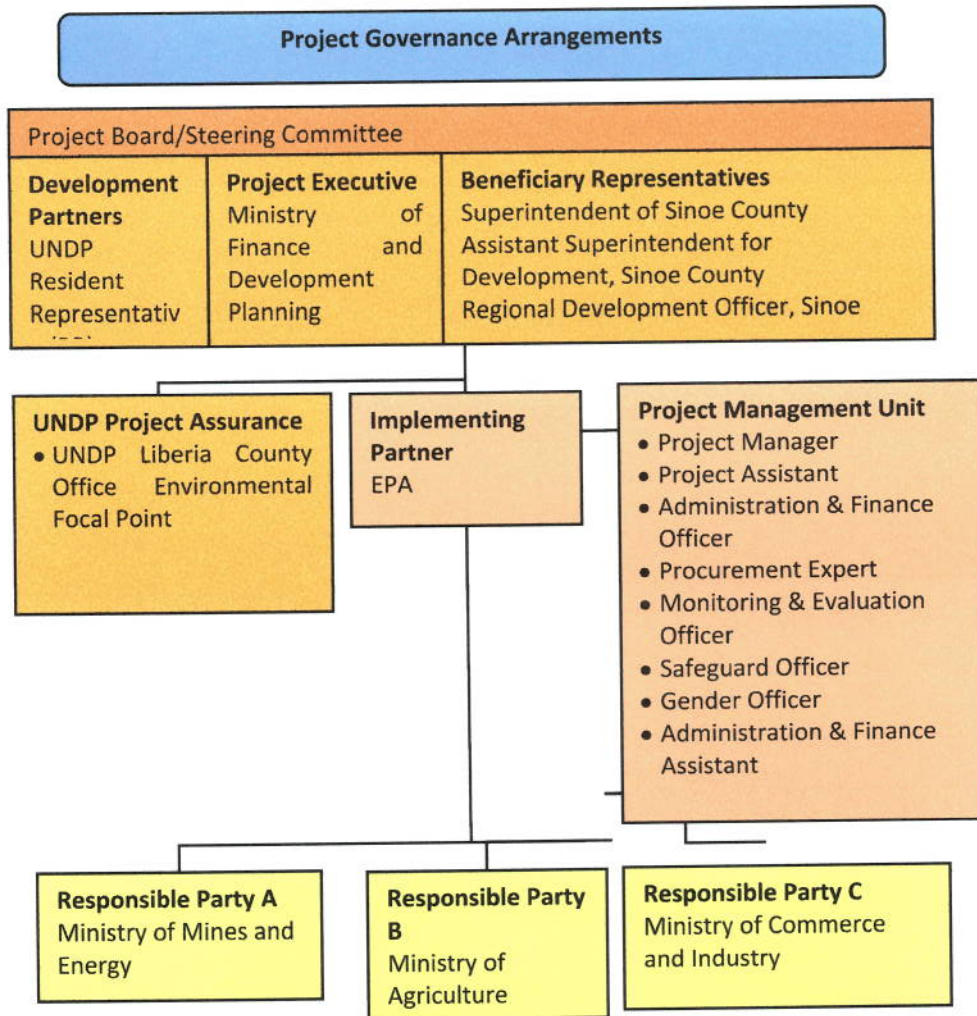 Project Governance Arrangements
Project Board/Steering Committee
Development
Partners
UNDP
Resident
Representativ
Project Executive
Ministry of
Finance and
Development
Planning
Beneficiary Representatives
Superintendent of Sinoe County
Assistant Superintendent for
Development, Sinoe County
Regional Development Officer, Sinoe
UNDP Project Assurance
• UNDP Liberia County
Office Environmental
Focal Point
Implementing
Partner
EPA
Project Management Unit
• Project Manager
• Project Assistant
• Administration & Finance
Officer
• Procurement Expert
• Monitoring & Evaluation
Officer
• Safeguard Officer
• Gender Officer
• Administration & Finance
Assistant
Responsible Party A
Ministry of Mines and
Energy
Responsible Party
B
Ministry of
Agriculture
Responsible Party C
Ministry of Commerce
and Industry